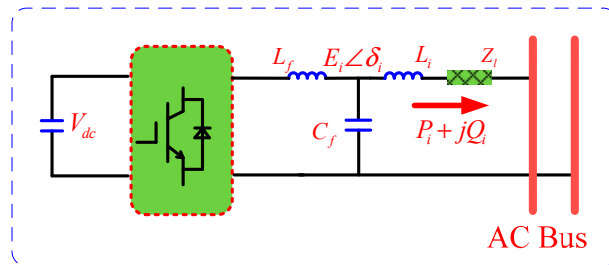 L_f E_i∠δ_i L_i Z_l
V_dc
C_f
P_i + jQ_i
AC Bus